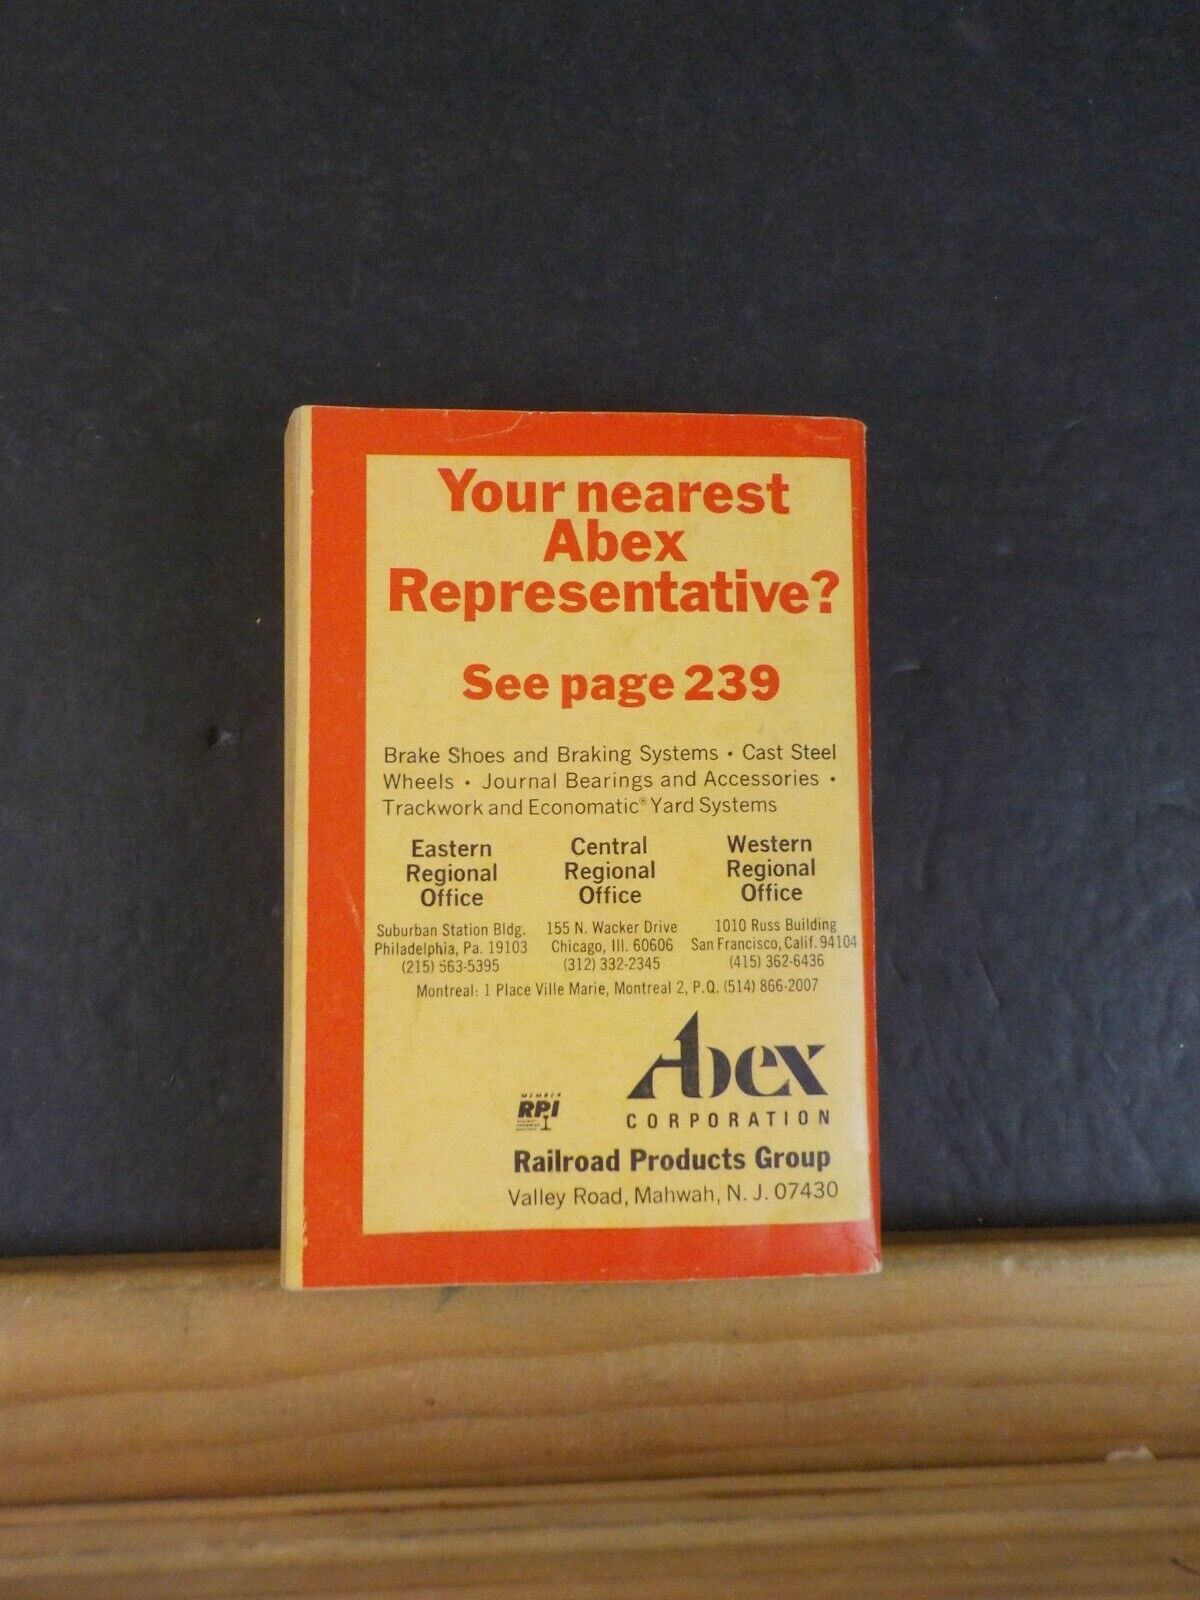 Your nearest
Abex
Representative?
See page 239
Brake Shoes and Braking Systems • Cast Steel
Wheels • Journal Bearings and Accessories •
Trackwork and Economatic® Yard Systems
Eastern
Regional
Office
Suburban Station Bldg.
Philadelphia, Pa. 19103
(215) 563-5395
Central
Regional
Office
155 N. Wacker Drive
Chicago, Ill. 60606
(312) 332-2345
Western
Regional
Office
1010 Russ Building
San Francisco, Calif. 94104
(415) 362-6436
Montreal: 1 Place Ville Marie, Montreal 2, P.Q. (514) 866-2007
Abex
CORPORATION
MEMBER
RPI
RAILWAY
PROGRESS
INSTITUTE
Railroad Products Group
Valley Road, Mahwah, N. J. 07430